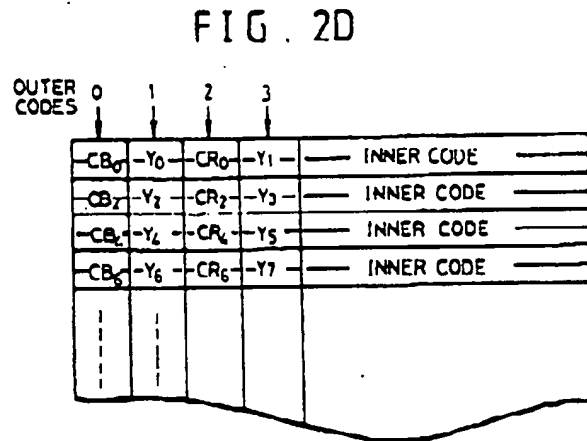 FIG. 2D
OUTER CODES 0 1 2 3
CB0 Y0 CR0 Y1 INNER CODE
CB2 Y2 CR2 Y3 INNER CODE
CB4 Y4 CR4 Y5 INNER CODE
CB6 Y6 CR6 Y7 INNER CODE